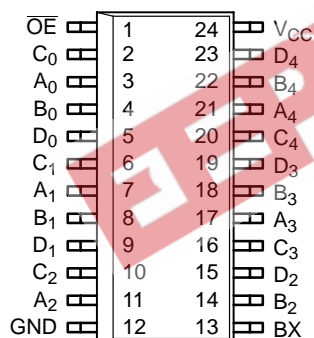 O̅E̅ 1 24 VCC
C0 2 23 D4
A0 3 22 B4
B0 4 21 A4
D0 5 20 C4
C1 6 19 D3
A1 7 18 B3
B1 8 17 A3
D1 9 16 C3
C2 10 15 D2
A2 11 14 B2
GND 12 13 BX